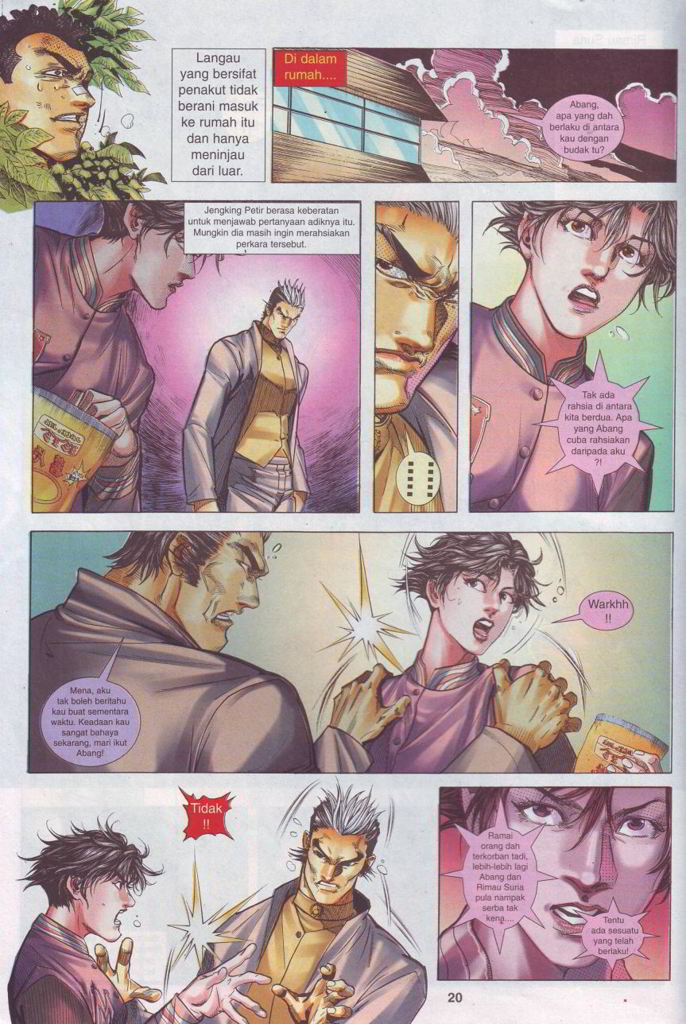 Langau
yang bersifat
penakut tidak
berani masuk
ke rumah itu
dan hanya
meninjau
dari luar.
Di dalam
rumah....
Abang,
apa yang dah
berlaku di antara
kau dengan
budak tu?
Jengking Petir berasa keberatan
untuk menjawab pertanyaan adiknya itu.
Mungkin dia masih ingin merahsiakan
perkara tersebut.
Tak ada
rahsia di antara
kita berdua. Apa
yang Abang
cuba rahsiakan
daripada aku
?!
Mena, aku
tak boleh beritahu
kau buat sementara
waktu. Keadaan kau
sangat bahaya
sekarang, mari ikut
Abang!
Warkhh
!!
Tidak
!!
Ramai
orang dah
terkorban tadi,
lebih-lebih lagi
Abang dan
Rimau Suria
pula nampak
serba tak
kena....
Tentu
ada sesuatu
yang telah
berlaku!
20